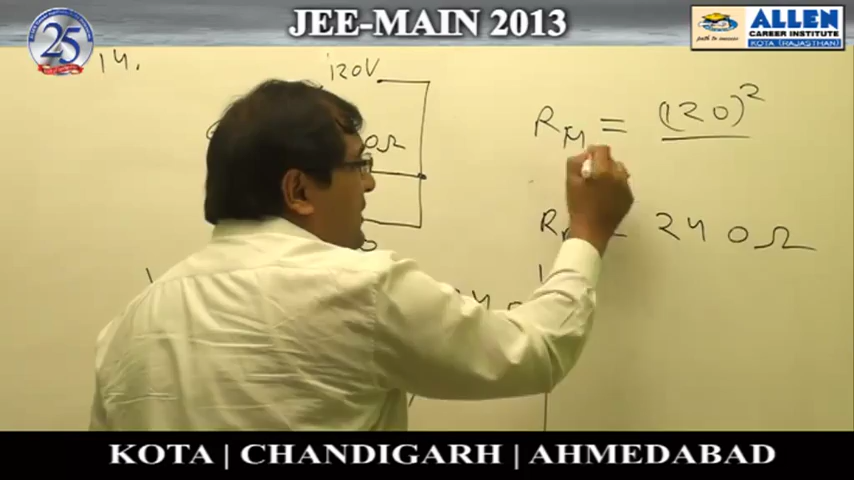 JEE-MAIN 2013
25
ALLEN
CAREER INSTITUTE
KOTA (RAJASTHAN)
path to success
14.
120V
0Ω
R_M = (120)²
240Ω
KOTA | CHANDIGARH | AHMEDABAD